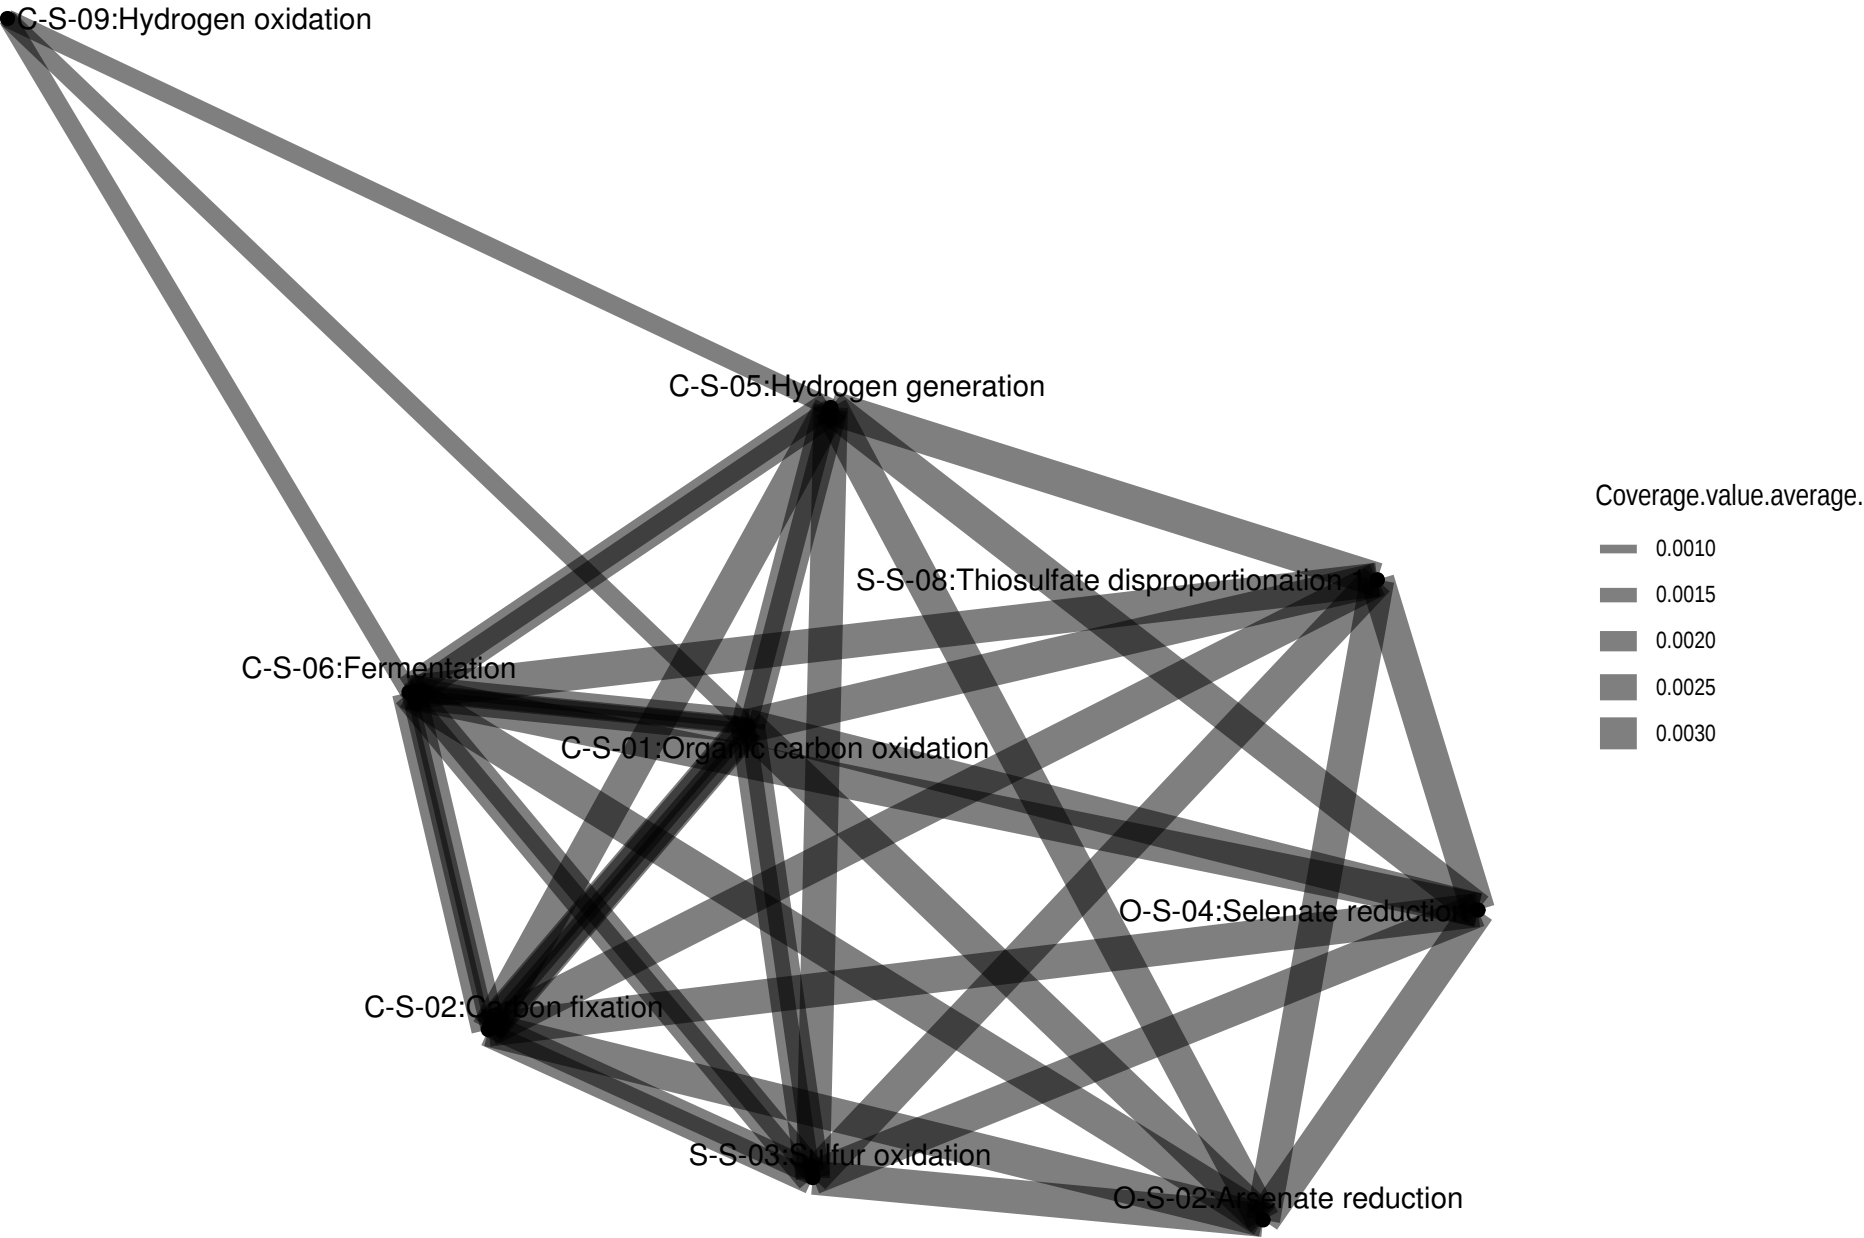 C-S-09:Hydrogen oxidation
C-S-05:Hydrogen generation
Coverage.value.average.
0.0010
S-S-08:Thiosulfate disproportionation
0.0015
0.0020
C-S-06:Fermentation
0.0025
0.0030
C-S-01:Organic carbon oxidation
O-S-04:Selenate reduction
C-S-02:Carbon fixation
S-S-03:Sulfur oxidation
O-S-02:Arsenate reduction